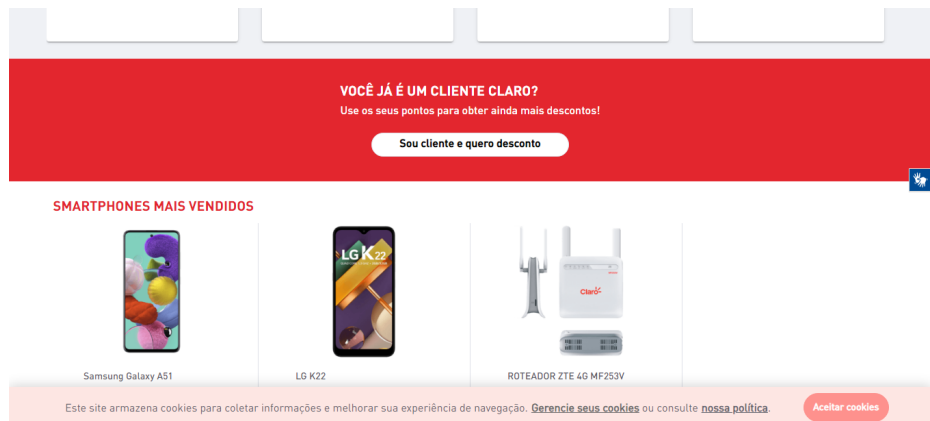 VOCÊ JÁ É UM CLIENTE CLARO?
Use os seus pontos para obter ainda mais descontos!
Sou cliente e quero desconto
SMARTPHONES MAIS VENDIDOS
LG K22
Claro
Samsung Galaxy A51
LG K22
ROTEADOR ZTE 4G MF253V
Este site armazena cookies para coletar informações e melhorar sua experiência de navegação. Gerencie seus cookies ou consulte nossa política.
Aceitar cookies